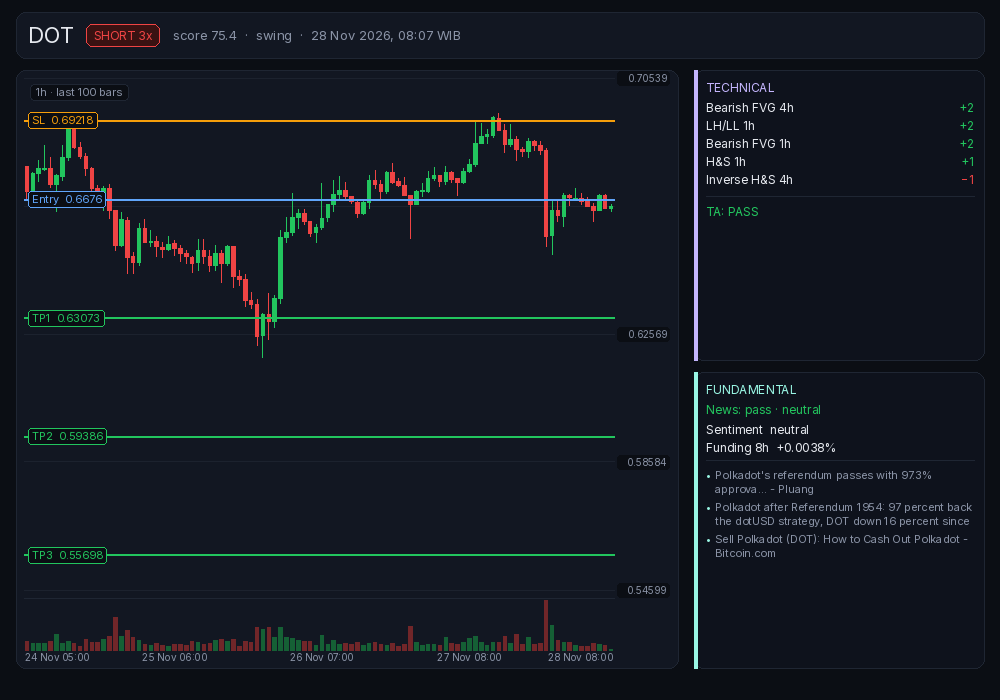 DOT SHORT 3x score 75.4 · swing · 28 Nov 2026, 08:07 WIB
1h · last 100 bars
0.70539
SL 0.69218
Entry 0.6676
TP1 0.63073
0.62569
TP2 0.59386
0.58584
TP3 0.55698
0.54599
24 Nov 05:00 25 Nov 06:00 26 Nov 07:00 27 Nov 08:00 28 Nov 08:00
TECHNICAL
Bearish FVG 4h +2
LH/LL 1h +2
Bearish FVG 1h +2
H&S 1h +1
Inverse H&S 4h −1
TA: PASS
FUNDAMENTAL
News: pass · neutral
Sentiment neutral
Funding 8h +0.0038%
• Polkadot's referendum passes with 97.3%
approva... - Pluang
• Polkadot after Referendum 1954: 97 percent back
the dotUSD strategy, DOT down 16 percent since
• Sell Polkadot (DOT): How to Cash Out Polkadot -
Bitcoin.com